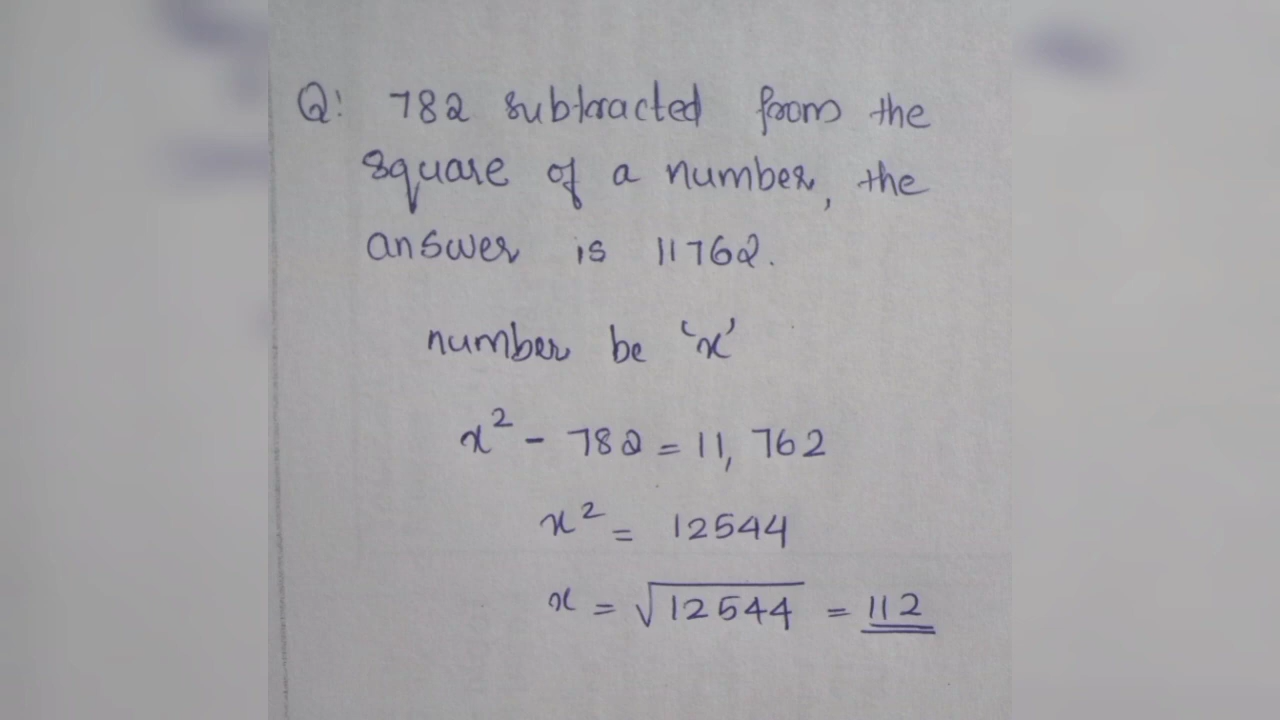 Q: 782 subtracted from the
square of a number, the
answer is 11762.
number be 'x'
x² - 782 = 11, 762
x² = 12544
x = √12544 = 112